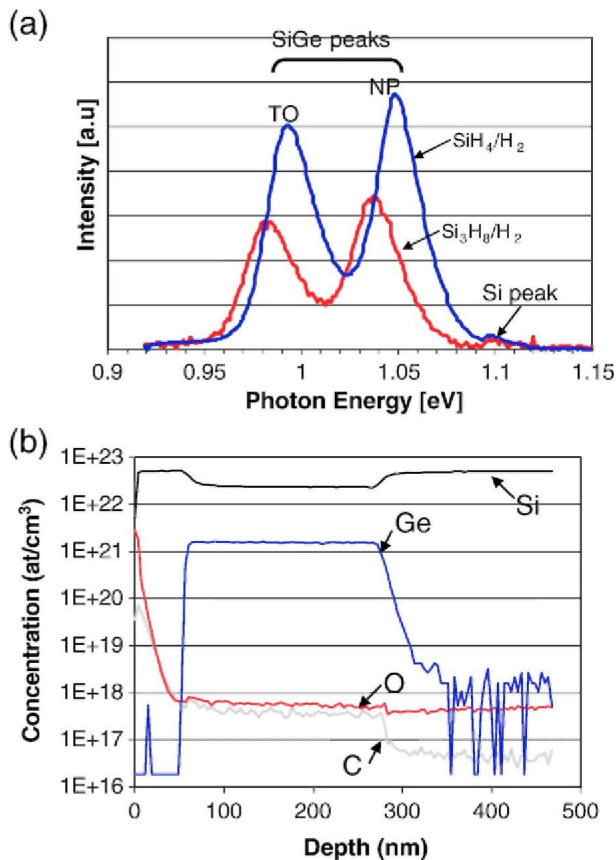 (a)
SiGe peaks
TO
NP
SiH₄/H₂
Si₃H₈/H₂
Si peak
Intensity [a.u]
0.9 0.95 1 1.05 1.1 1.15
Photon Energy [eV]
(b)
1E+23
Si
1E+22
Ge
1E+21
1E+20
1E+19
1E+18
O
1E+17
C
1E+16
Concentration (at/cm³)
0 100 200 300 400 500
Depth (nm)